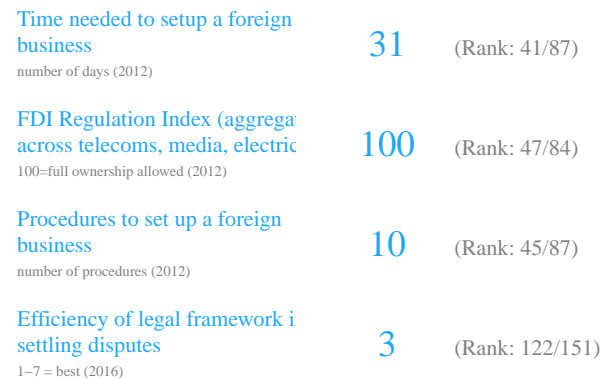 Time needed to setup a foreign
business
number of days (2012)
31
(Rank: 41/87)
FDI Regulation Index
across telecoms, media,
100=full ownership allowed (2012)
100
(Rank: 47/84)
Procedures to set up a foreign
business
number of procedures (2012)
10
(Rank: 45/87)
Efficiency of legal framework
settling disputes
1–7 = best (2016)
3
(Rank: 122/151)